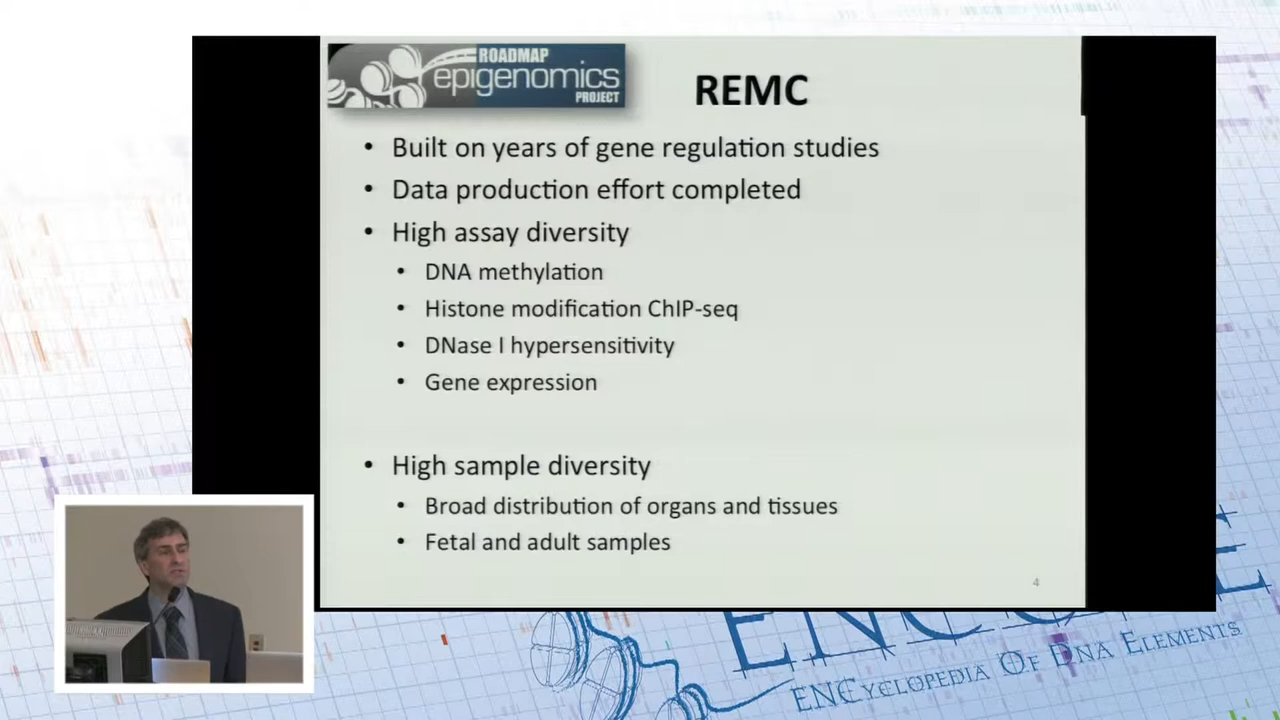 ROADMAP
epigenomics
PROJECT
REMC
• Built on years of gene regulation studies
• Data production effort completed
• High assay diversity
• DNA methylation
• Histone modification ChIP-seq
• DNase I hypersensitivity
• Gene expression
• High sample diversity
• Broad distribution of organs and tissues
• Fetal and adult samples
4
ENCYCLOPEDIA OF DNA ELEMENTS